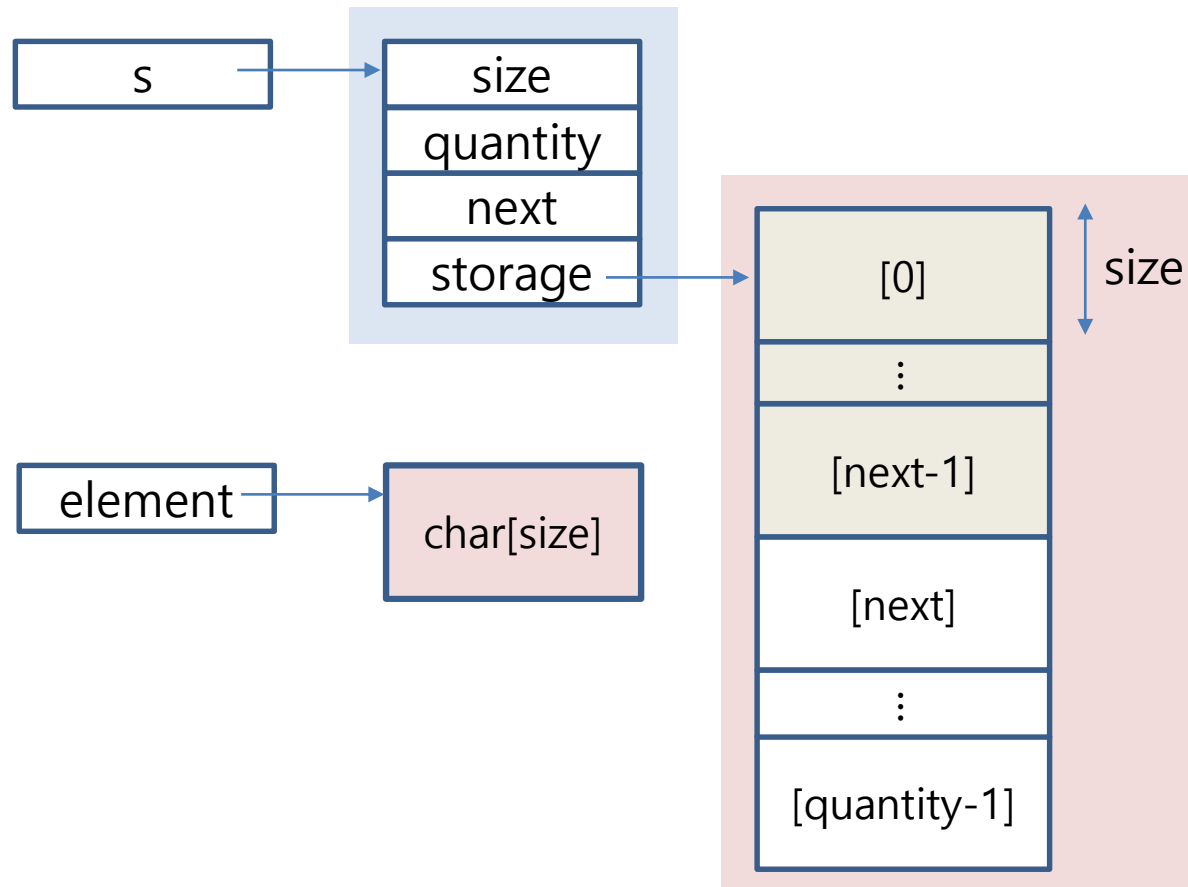 s
size
quantity
next
storage
[0]
size
⋮
[next-1]
element
char[size]
[next]
⋮
[quantity-1]